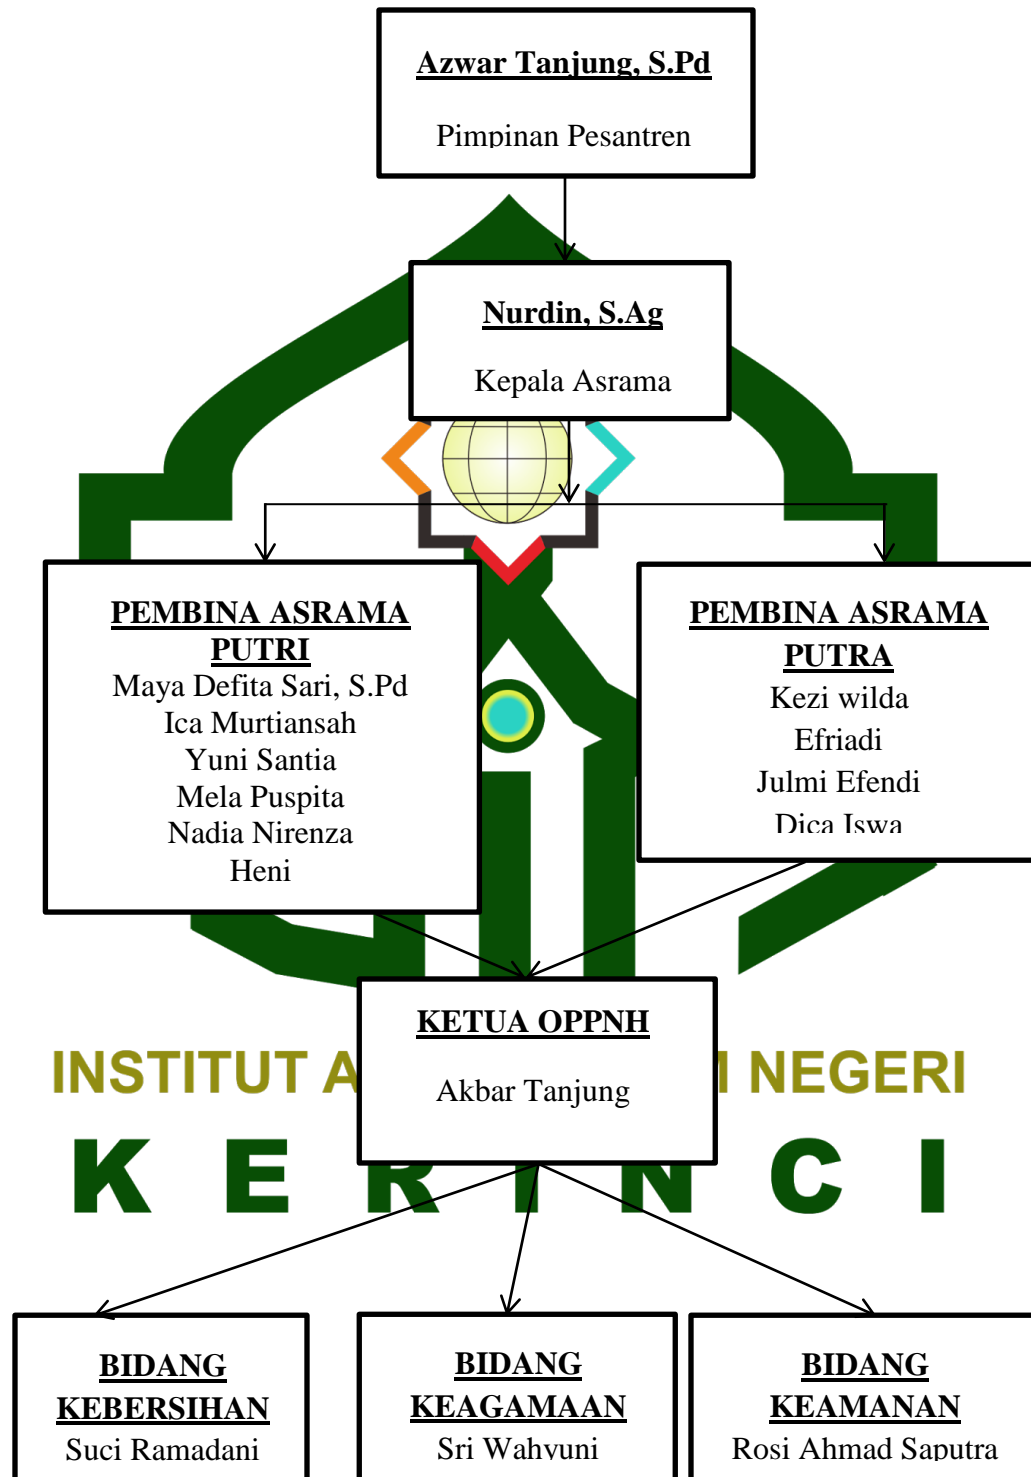 Azwar Tanjung, S.Pd
Pimpinan Pesantren
Nurdin, S.Ag
Kepala Asrama
PEMBINA ASRAMA
PUTRI
Maya Defita Sari, S.Pd
Ica Murtiansah
Yuni Santia
Mela Puspita
Nadia Nirenza
Heni
PEMBINA ASRAMA
PUTRA
Kezi wilda
Efriadi
Julmi Efendi
Dica Iswa
KETUA OPPNH
Akbar Tanjung
INSTITUT A M NEGERI
KERINCI
BIDANG
KEBERSIHAN
Suci Ramadani
BIDANG
KEAGAMAAN
Sri Wahyuni
BIDANG
KEAMANAN
Rosi Ahmad Saputra